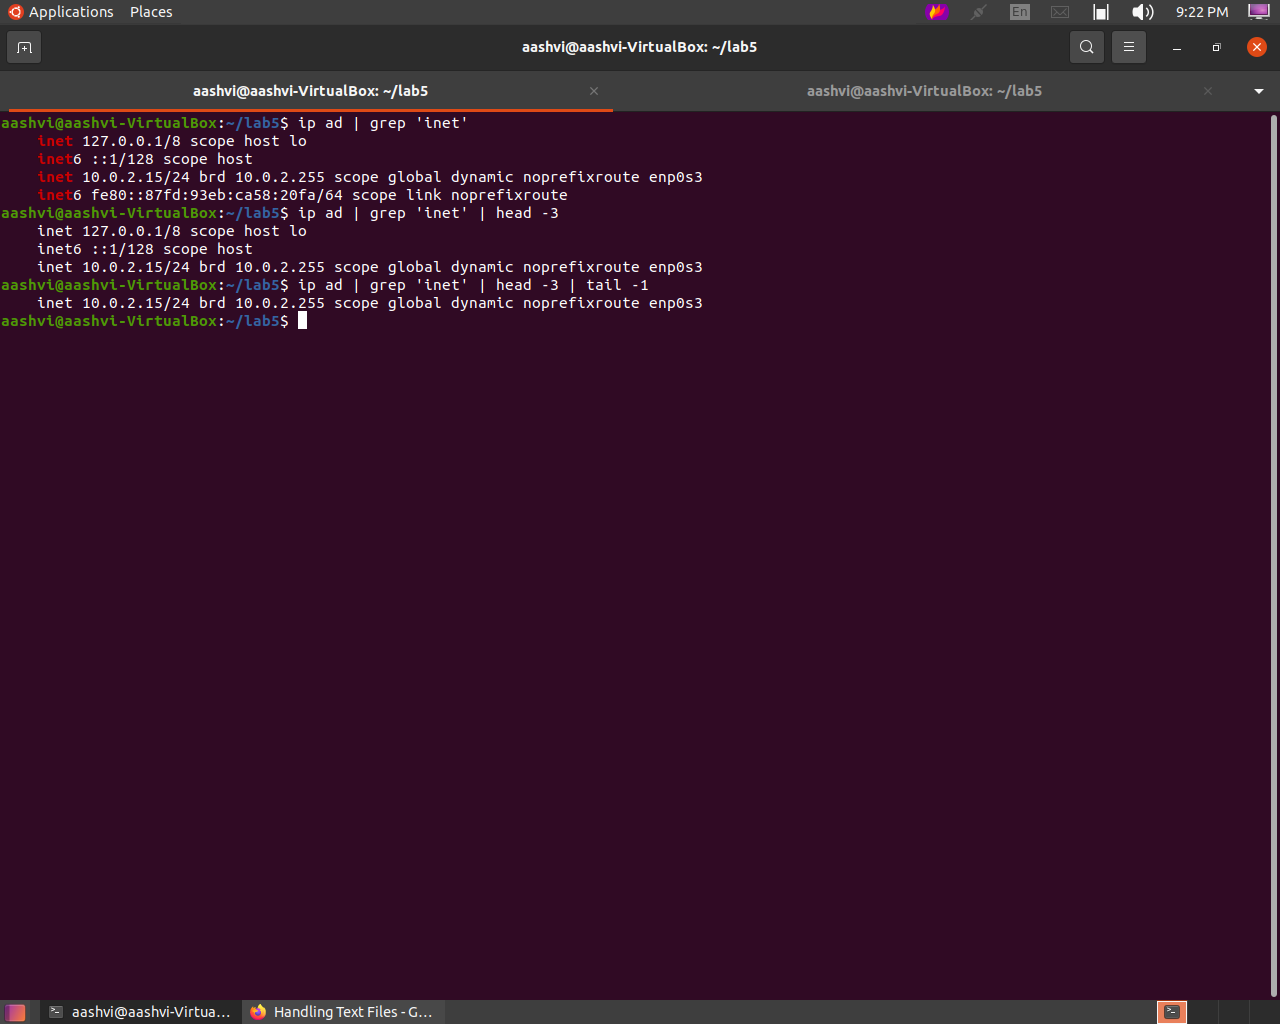 Applications Places En 9:22 PM
aashvi@aashvi-VirtualBox: ~/lab5
aashvi@aashvi-VirtualBox: ~/lab5 aashvi@aashvi-VirtualBox: ~/lab5
aashvi@aashvi-VirtualBox:~/lab5$ ip ad | grep 'inet'
    inet 127.0.0.1/8 scope host lo
    inet6 ::1/128 scope host
    inet 10.0.2.15/24 brd 10.0.2.255 scope global dynamic noprefixroute enp0s3
    inet6 fe80::87fd:93eb:ca58:20fa/64 scope link noprefixroute
aashvi@aashvi-VirtualBox:~/lab5$ ip ad | grep 'inet' | head -3
    inet 127.0.0.1/8 scope host lo
    inet6 ::1/128 scope host
    inet 10.0.2.15/24 brd 10.0.2.255 scope global dynamic noprefixroute enp0s3
aashvi@aashvi-VirtualBox:~/lab5$ ip ad | grep 'inet' | head -3 | tail -1
    inet 10.0.2.15/24 brd 10.0.2.255 scope global dynamic noprefixroute enp0s3
aashvi@aashvi-VirtualBox:~/lab5$
aashvi@aashvi-Virtua... Handling Text Files - G...